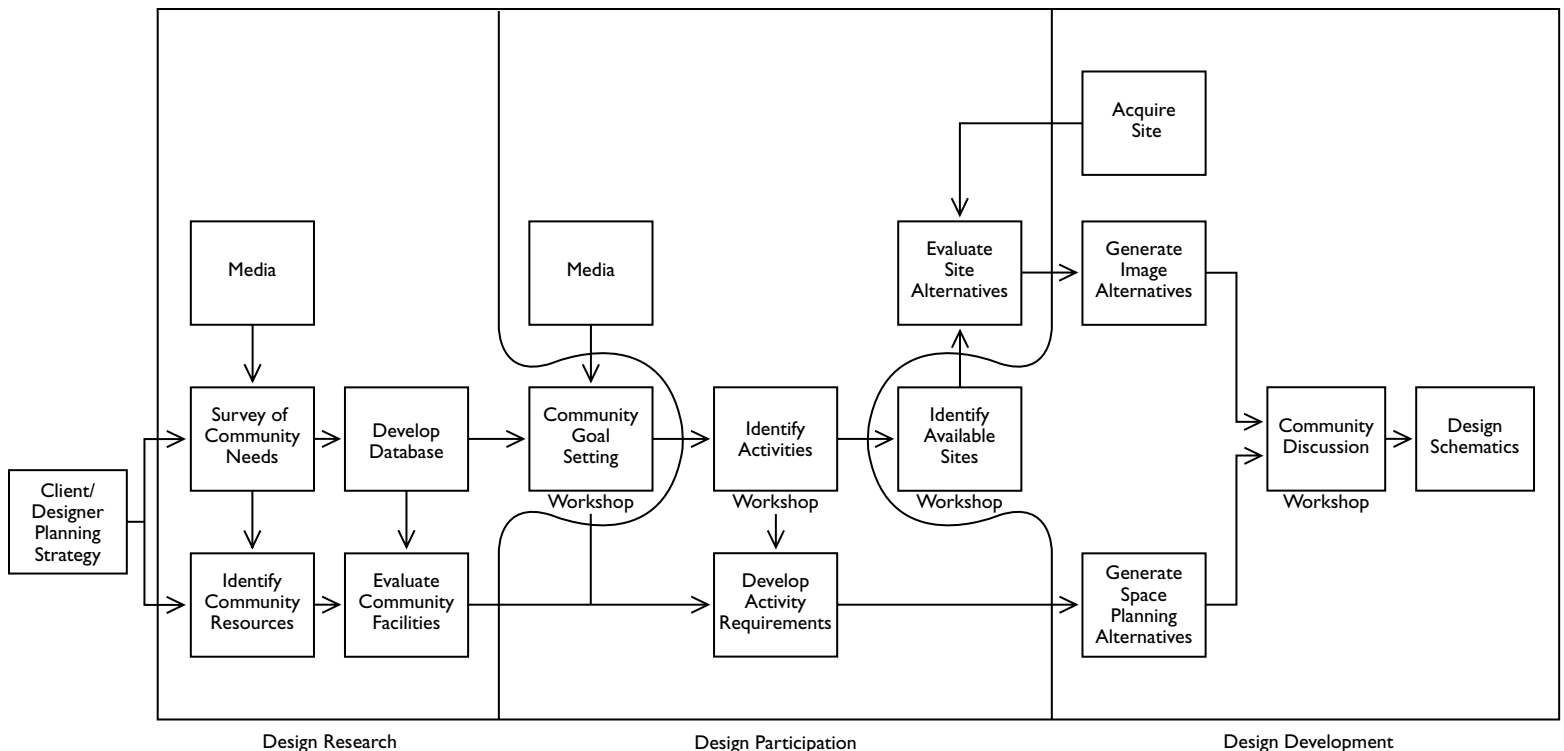 Client/
Designer
Planning
Strategy
Media
Survey of
Community
Needs
Develop
Database
Identify
Community
Resources
Evaluate
Community
Facilities
Design Research
Media
Community
Goal
Setting
Workshop
Identify
Activities
Workshop
Develop
Activity
Requirements
Evaluate
Site
Alternatives
Identify
Available
Sites
Workshop
Design Participation
Acquire
Site
Generate
Image
Alternatives
Generate
Space
Planning
Alternatives
Community
Discussion
Workshop
Design
Schematics
Design Development